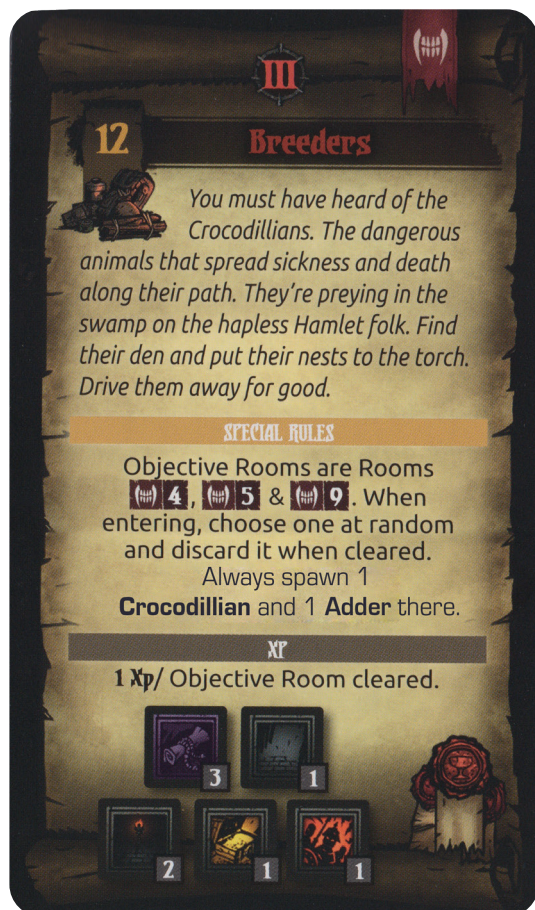 III
12
Breeders
You must have heard of the
Crocodillians. The dangerous
animals that spread sickness and death
along their path. They're preying in the
swamp on the hapless Hamlet folk. Find
their den and put their nests to the torch.
Drive them away for good.
SPECIAL RULES
Objective Rooms are Rooms
4, 5 & 9. When
entering, choose one at random
and discard it when cleared.
Always spawn 1
Crocodillian and 1 Adder there.
XP
1 Xp/ Objective Room cleared.
3 1
2 1 1